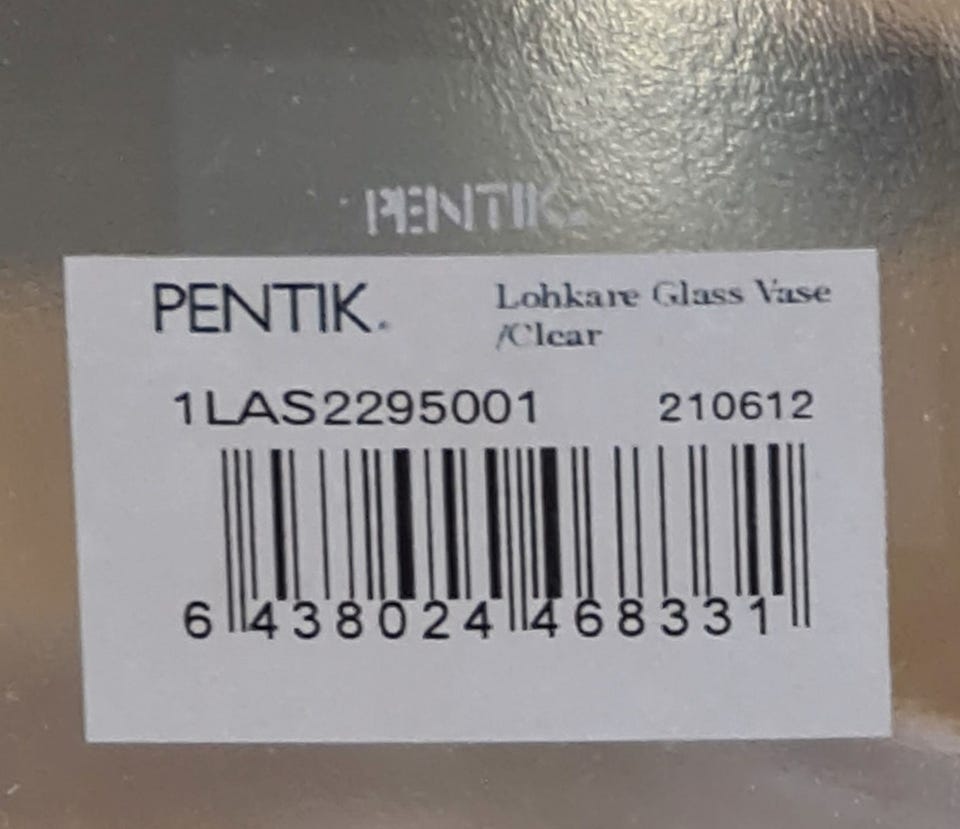 PENTIK
PENTIK®
Lohkare Glass Vase
/Clear
1LAS2295001 210612
6 438024 468331